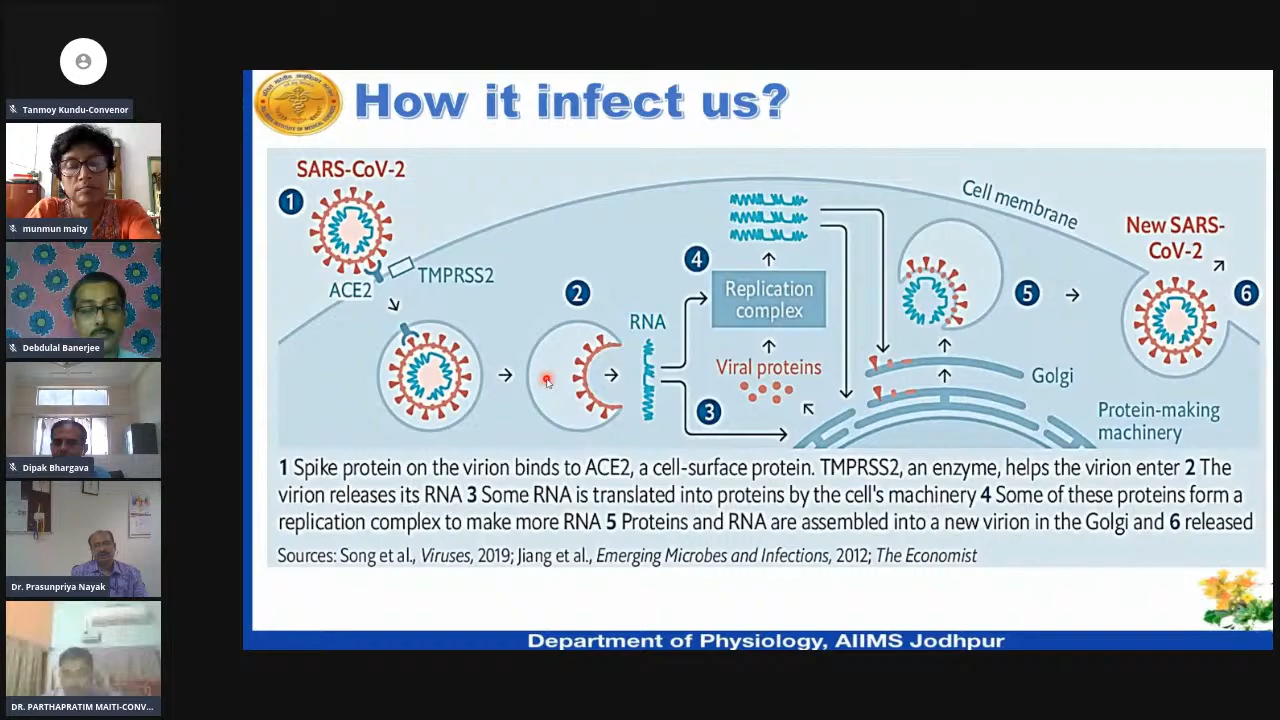 Tanmoy Kundu-Convenor
munmun maity
Debdulal Banerjee
Dipak Bhargava
Dr. Prasunpriya Nayak
DR. PARTHAPRATIM MAITI-CONV...
How it infect us?
SARS-CoV-2
1
ACE2
TMPRSS2
2
RNA
4
Replication
complex
Viral proteins
3
Cell membrane
5
New SARS-
CoV-2
6
Golgi
Protein-making
machinery
1 Spike protein on the virion binds to ACE2, a cell-surface protein. TMPRSS2, an enzyme, helps the virion enter 2 The
virion releases its RNA 3 Some RNA is translated into proteins by the cell's machinery 4 Some of these proteins form a
replication complex to make more RNA 5 Proteins and RNA are assembled into a new virion in the Golgi and 6 released
Sources: Song et al., Viruses, 2019; Jiang et al., Emerging Microbes and Infections, 2012; The Economist
Department of Physiology, AIIMS Jodhpur